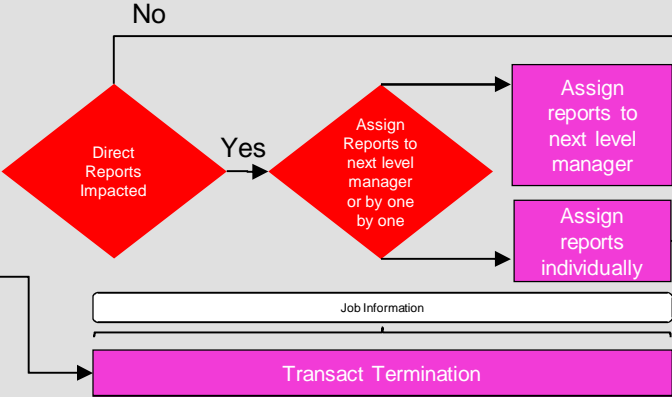 No
Direct
Reports
Impacted
Yes
Assign
Reports to
next level
manager
or by one
by one
Assign
reports to
next level
manager
Assign
reports
individually
Job Information
Transact Termination